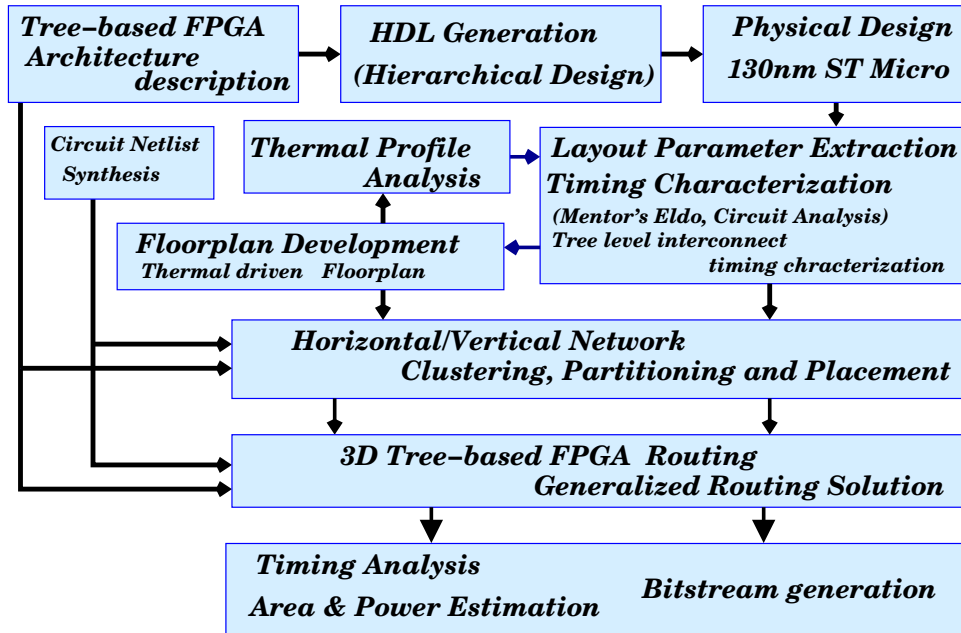 Tree-based FPGA
Architecture
description
HDL Generation
(Hierarchical Design)
Physical Design
130nm ST Micro
Circuit Netlist
Synthesis
Thermal Profile
Analysis
Layout Parameter Extraction
Timing Characterization
(Mentor's Eldo, Circuit Analysis)
Tree level interconnect
timing chracterization
Floorplan Development
Thermal driven Floorplan
Horizontal/Vertical Network
Clustering, Partitioning and Placement
3D Tree-based FPGA Routing
Generalized Routing Solution
Timing Analysis
Area & Power Estimation
Bitstream generation